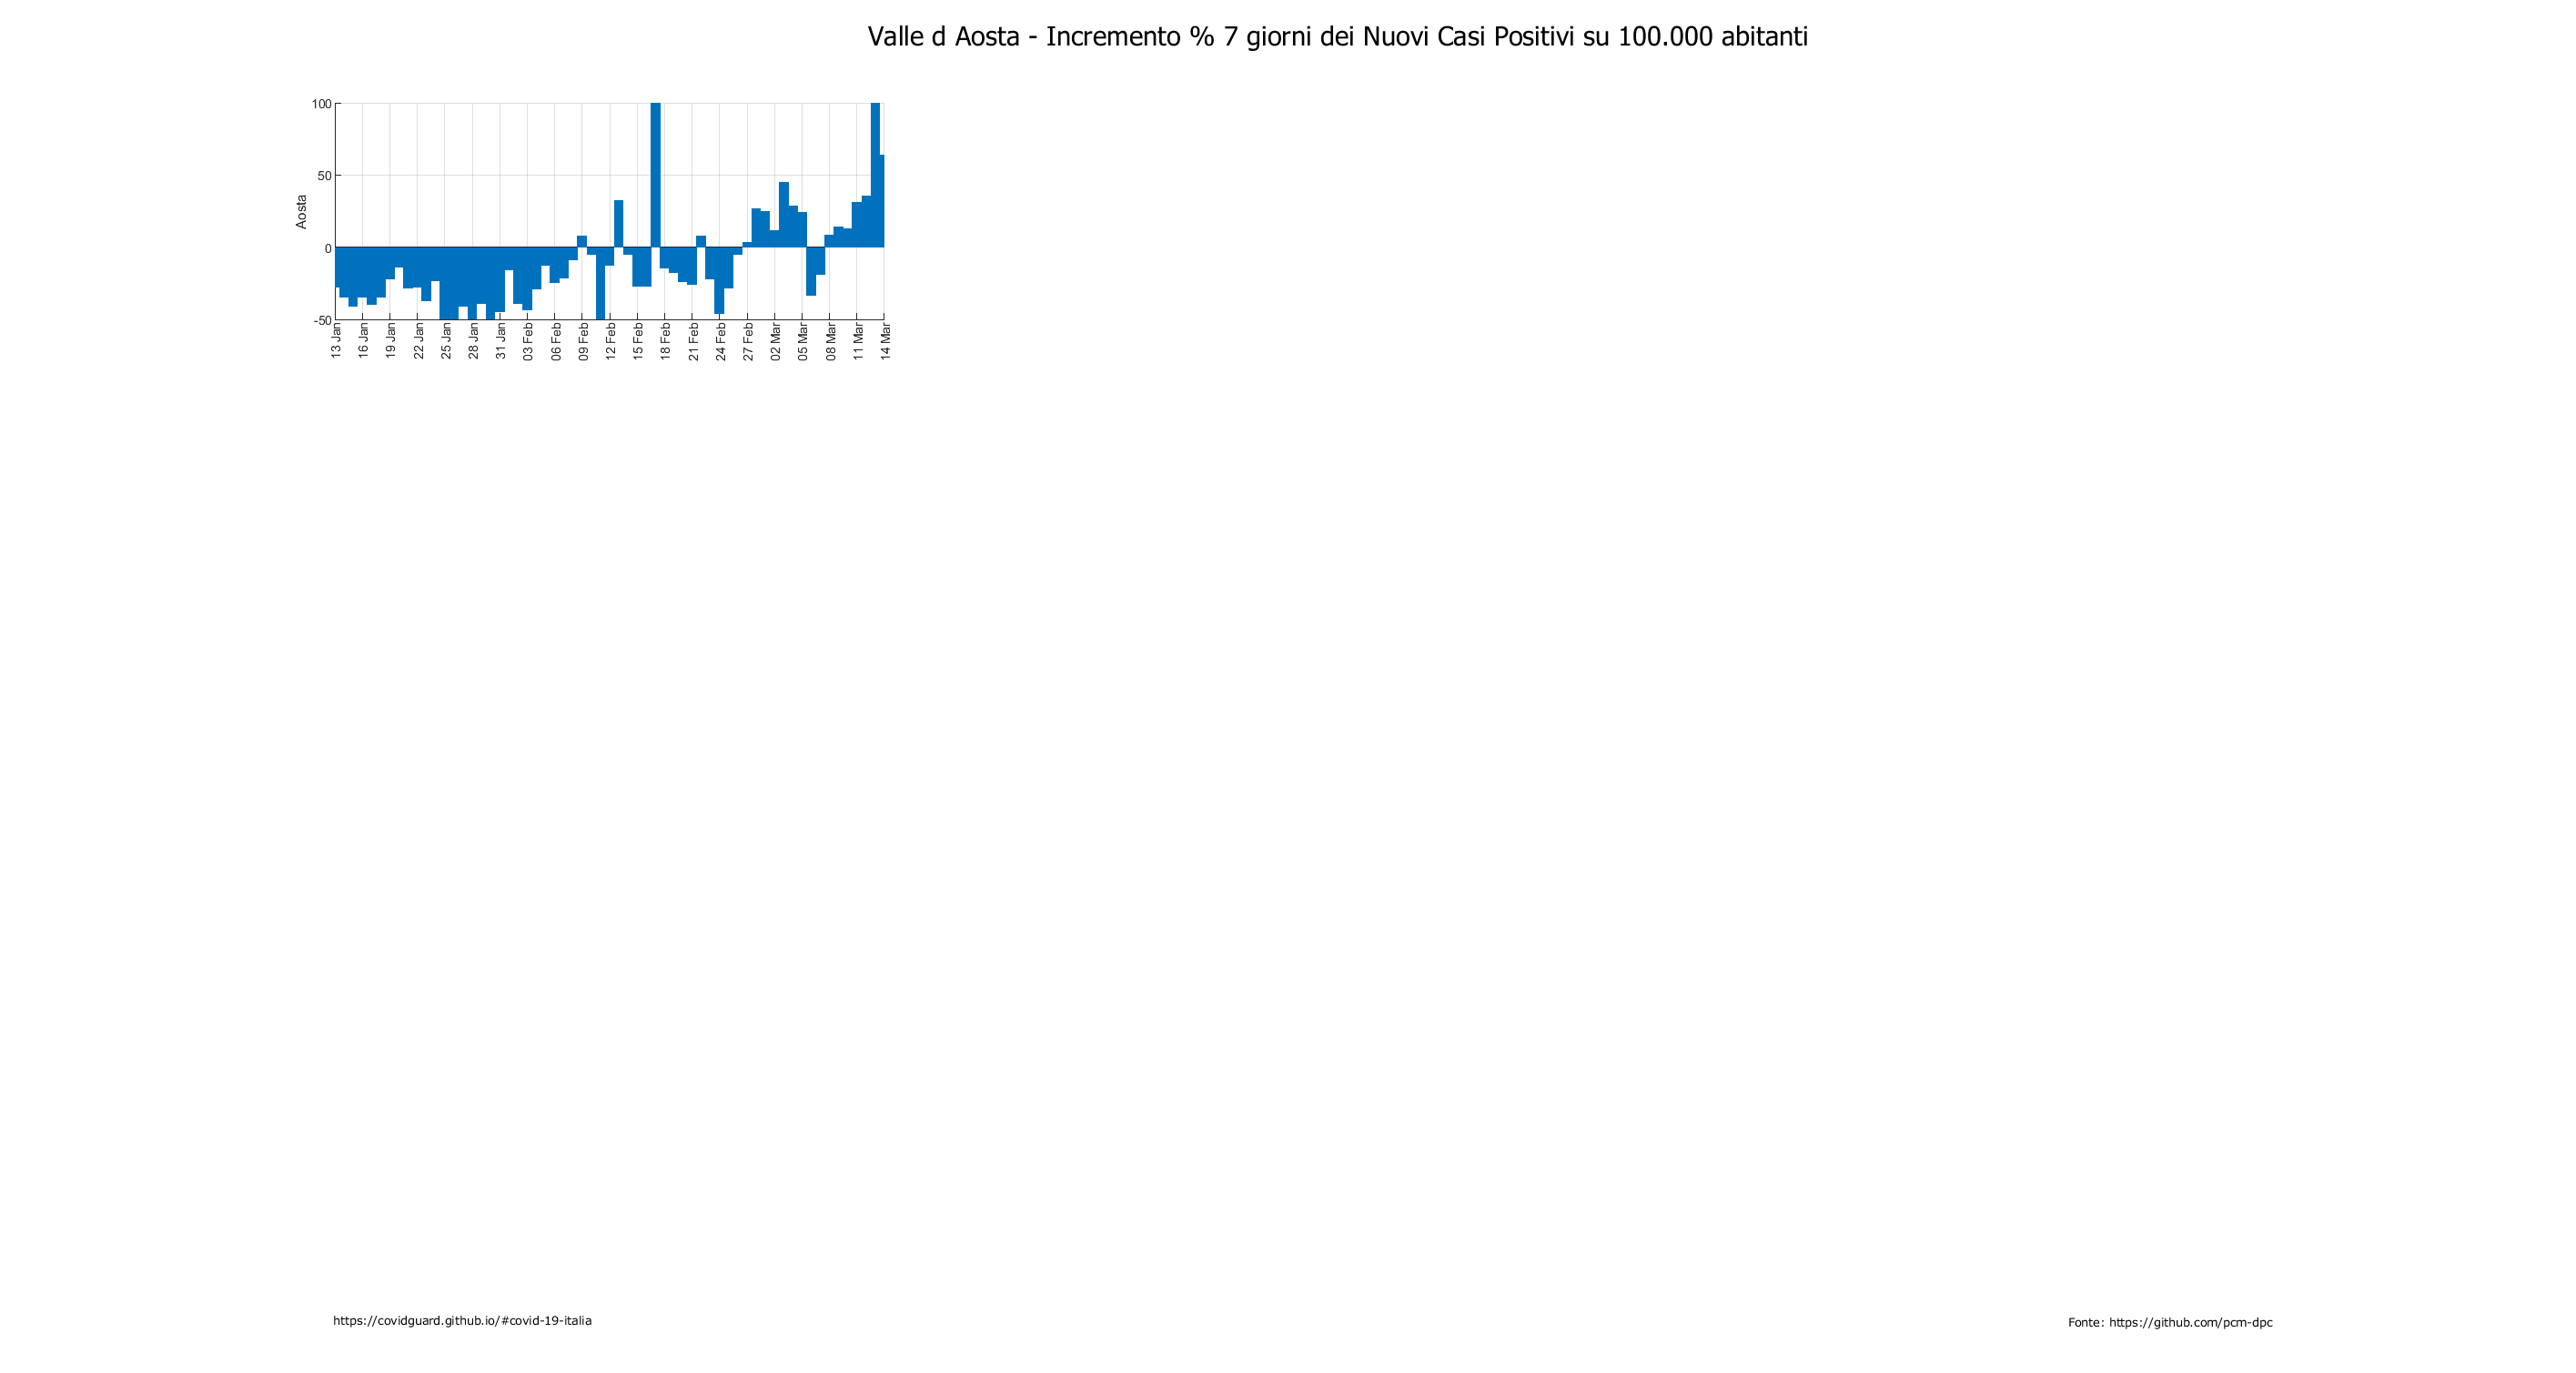 Valle d Aosta - Incremento % 7 giorni dei Nuovi Casi Positivi su 100.000 abitanti
100
50
0
-50
Aosta
13 Jan
16 Jan
19 Jan
22 Jan
25 Jan
28 Jan
31 Jan
03 Feb
06 Feb
09 Feb
12 Feb
15 Feb
18 Feb
21 Feb
24 Feb
27 Feb
02 Mar
05 Mar
08 Mar
11 Mar
14 Mar
https://covidguard.github.io/#covid-19-italia
Fonte: https://github.com/pcm-dpc